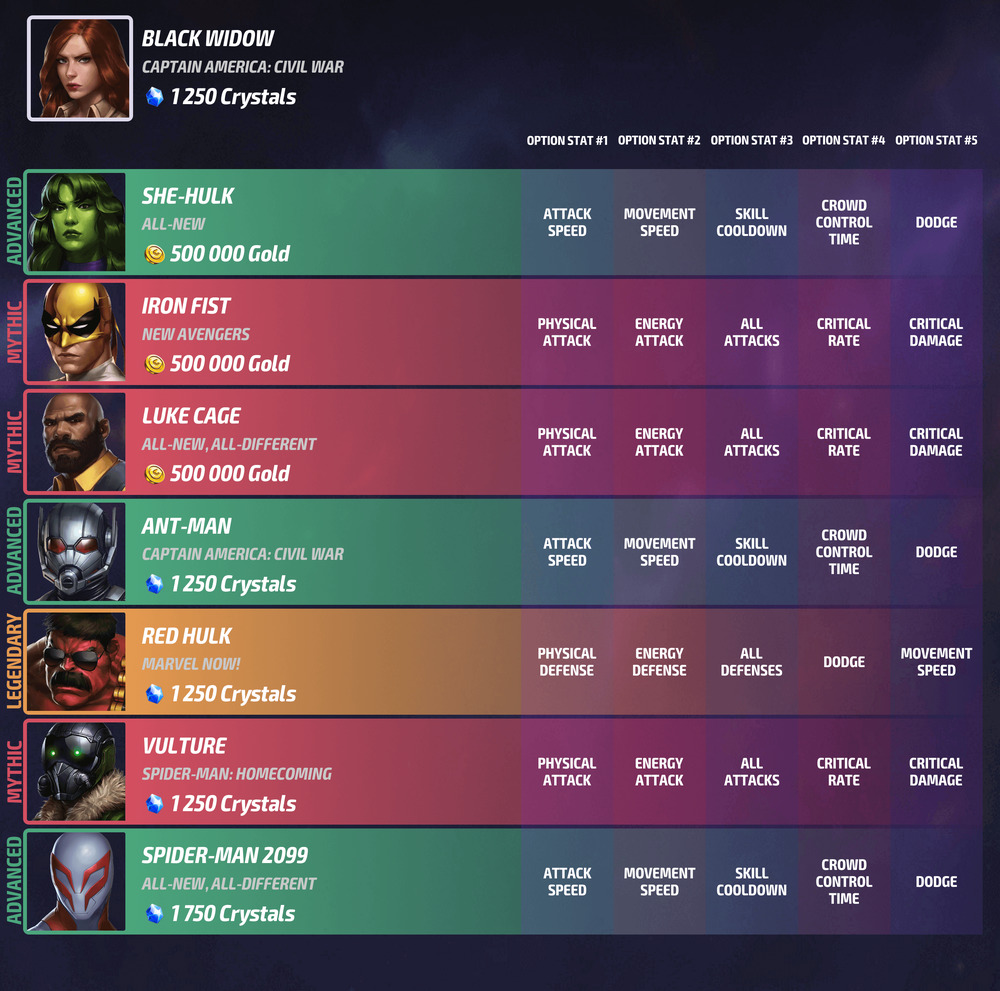 BLACK WIDOW
CAPTAIN AMERICA: CIVIL WAR
1 250 Crystals
OPTION STAT #1 OPTION STAT #2 OPTION STAT #3 OPTION STAT #4 OPTION STAT #5
ADVANCED
SHE-HULK
ALL-NEW
500 000 Gold
ATTACK
SPEED
MOVEMENT
SPEED
SKILL
COOLDOWN
CROWD
CONTROL
TIME
DODGE
MYTHIC
IRON FIST
NEW AVENGERS
500 000 Gold
PHYSICAL
ATTACK
ENERGY
ATTACK
ALL
ATTACKS
CRITICAL
RATE
CRITICAL
DAMAGE
MYTHIC
LUKE CAGE
ALL-NEW, ALL-DIFFERENT
500 000 Gold
PHYSICAL
ATTACK
ENERGY
ATTACK
ALL
ATTACKS
CRITICAL
RATE
CRITICAL
DAMAGE
ADVANCED
ANT-MAN
CAPTAIN AMERICA: CIVIL WAR
1 250 Crystals
ATTACK
SPEED
MOVEMENT
SPEED
SKILL
COOLDOWN
CROWD
CONTROL
TIME
DODGE
LEGENDARY
RED HULK
MARVEL NOW!
1 250 Crystals
PHYSICAL
DEFENSE
ENERGY
DEFENSE
ALL
DEFENSES
DODGE
MOVEMENT
SPEED
MYTHIC
VULTURE
SPIDER-MAN: HOMECOMING
1 250 Crystals
PHYSICAL
ATTACK
ENERGY
ATTACK
ALL
ATTACKS
CRITICAL
RATE
CRITICAL
DAMAGE
ADVANCED
SPIDER-MAN 2099
ALL-NEW, ALL-DIFFERENT
1 750 Crystals
ATTACK
SPEED
MOVEMENT
SPEED
SKILL
COOLDOWN
CROWD
CONTROL
TIME
DODGE